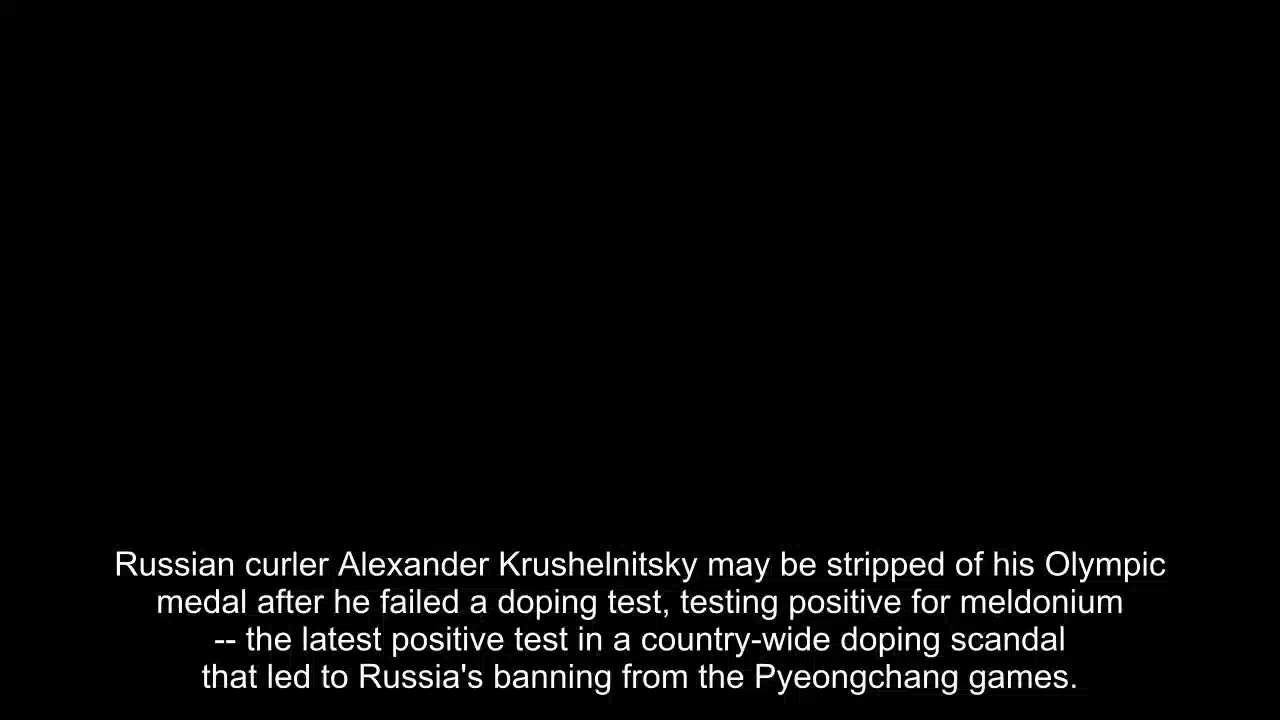 Russian curler Alexander Krushelnitsky may be stripped of his Olympic
medal after he failed a doping test, testing positive for meldonium
-- the latest positive test in a country-wide doping scandal
that led to Russia's banning from the Pyeongchang games.